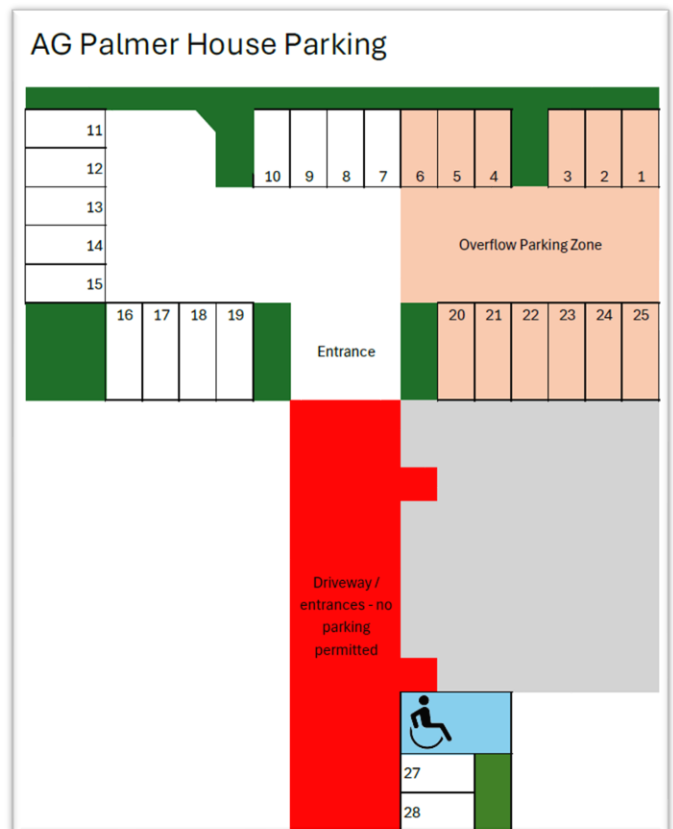 AG Palmer House Parking
11
12
13
14
15
10 9 8 7 6 5 4 3 2 1
Overflow Parking Zone
16 17 18 19 20 21 22 23 24 25
Entrance
Driveway /
entrances - no
parking
permitted
27
28